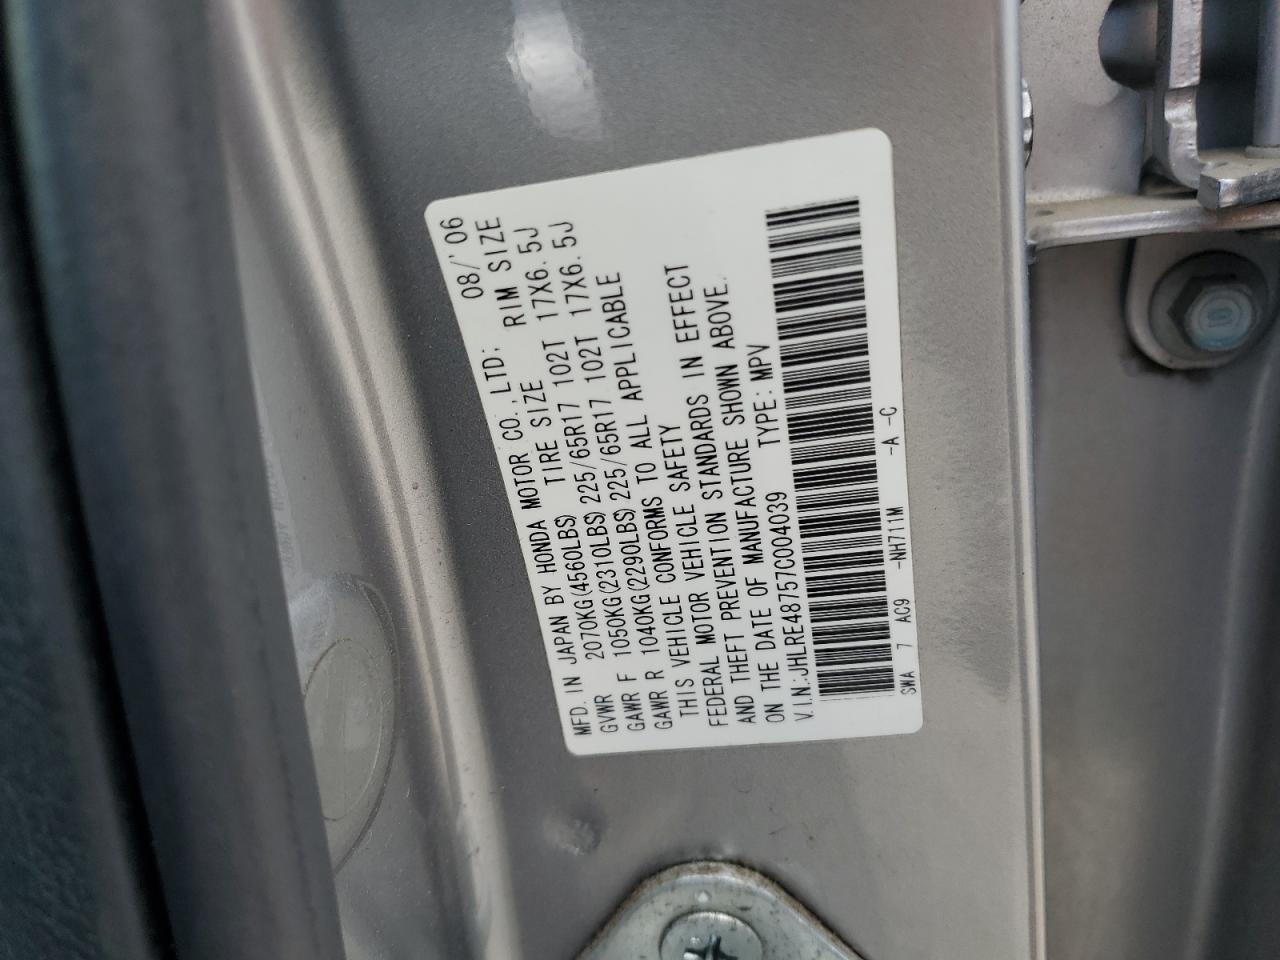 MFD. IN JAPAN BY HONDA MOTOR CO.,LTD; 08/'06
GVWR 2070KG(4560LBS) TIRE SIZE RIM SIZE
GAWR F 1050KG(2310LBS) 225/65R17 102T 17X6.5J
GAWR R 1040KG(2290LBS) 225/65R17 102T 17X6.5J
THIS VEHICLE CONFORMS TO ALL APPLICABLE
FEDERAL MOTOR VEHICLE SAFETY
AND THEFT PREVENTION STANDARDS IN EFFECT
ON THE DATE OF MANUFACTURE SHOWN ABOVE.
V.I.N.:JHLRE48757C004039 TYPE: MPV
SWA 7 AC9 -NH711M -A -C